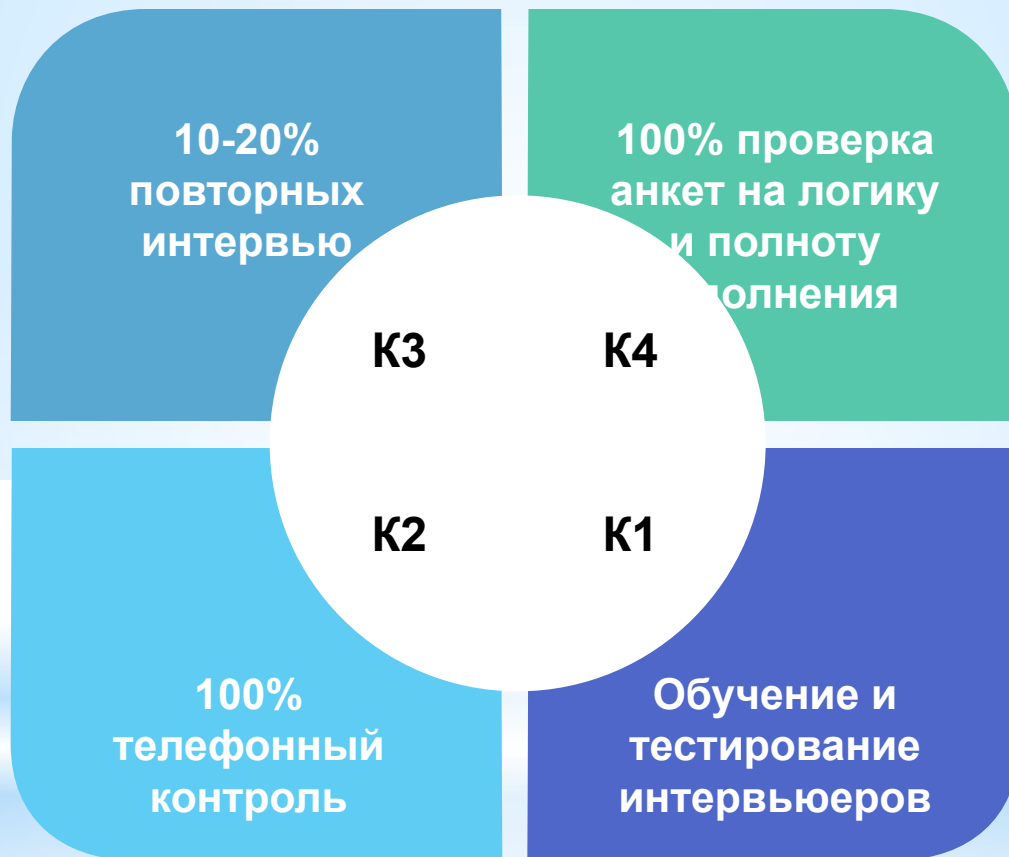 10-20%
повторных
интервью
100% проверка
анкет на логику
и полноту
олнения
К3
К4
К2
К1
100%
телефонный
контроль
Обучение и
тестирование
интервьюеров